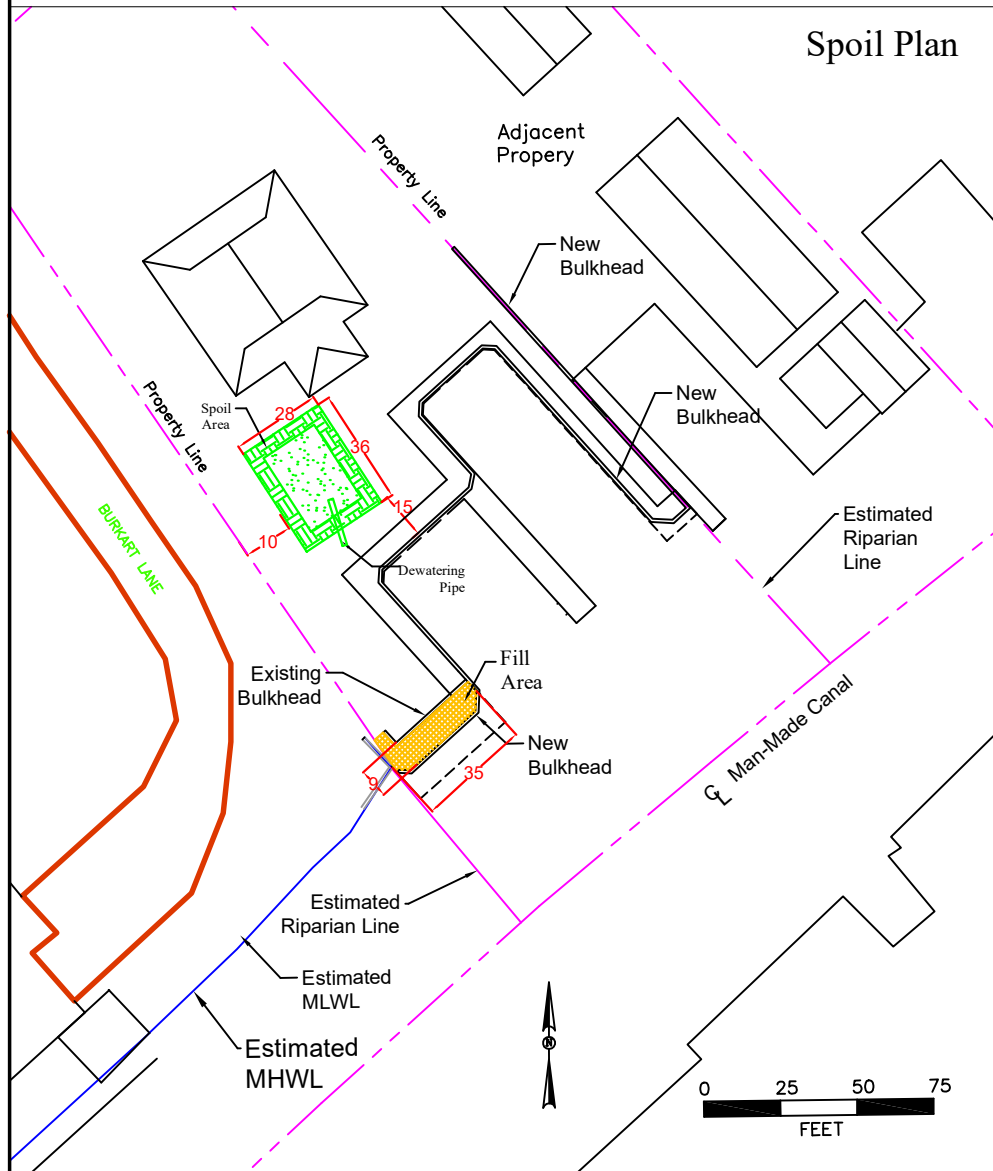 Spoil Plan
Adjacent
Propery
Property Line
New
Bulkhead
New
Bulkhead
Property Line
Spoil
Area
28
36
15
10
BURKART LANE
Dewatering
Pipe
Estimated
Riparian
Line
Existing
Bulkhead
Fill
Area
New
Bulkhead
9
35
CL Man-Made Canal
Estimated
Riparian Line
Estimated
MLWL
Estimated
MHWL
N
0 25 50 75
FEET